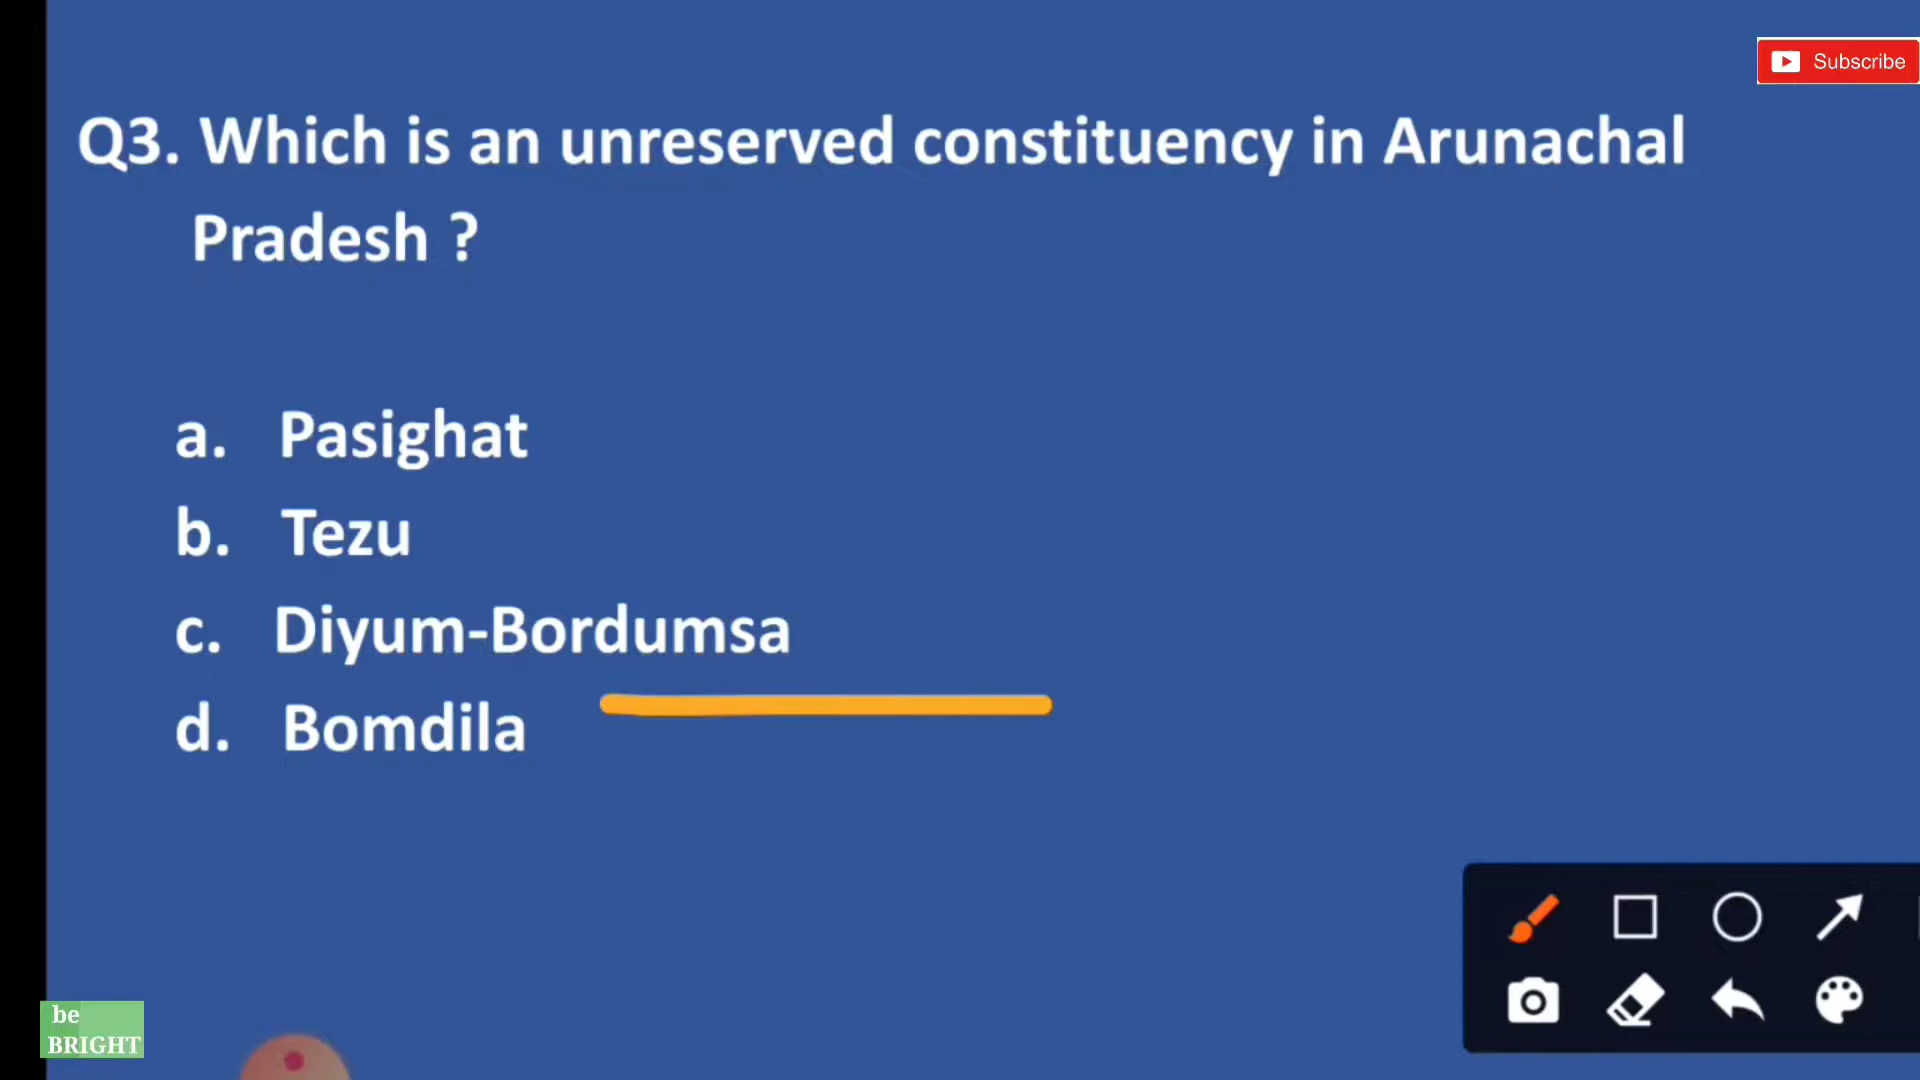 Subscribe
Q3. Which is an unreserved constituency in Arunachal
Pradesh ?
a. Pasighat
b. Tezu
c. Diyum-Bordumsa
d. Bomdila
be
BRIGHT